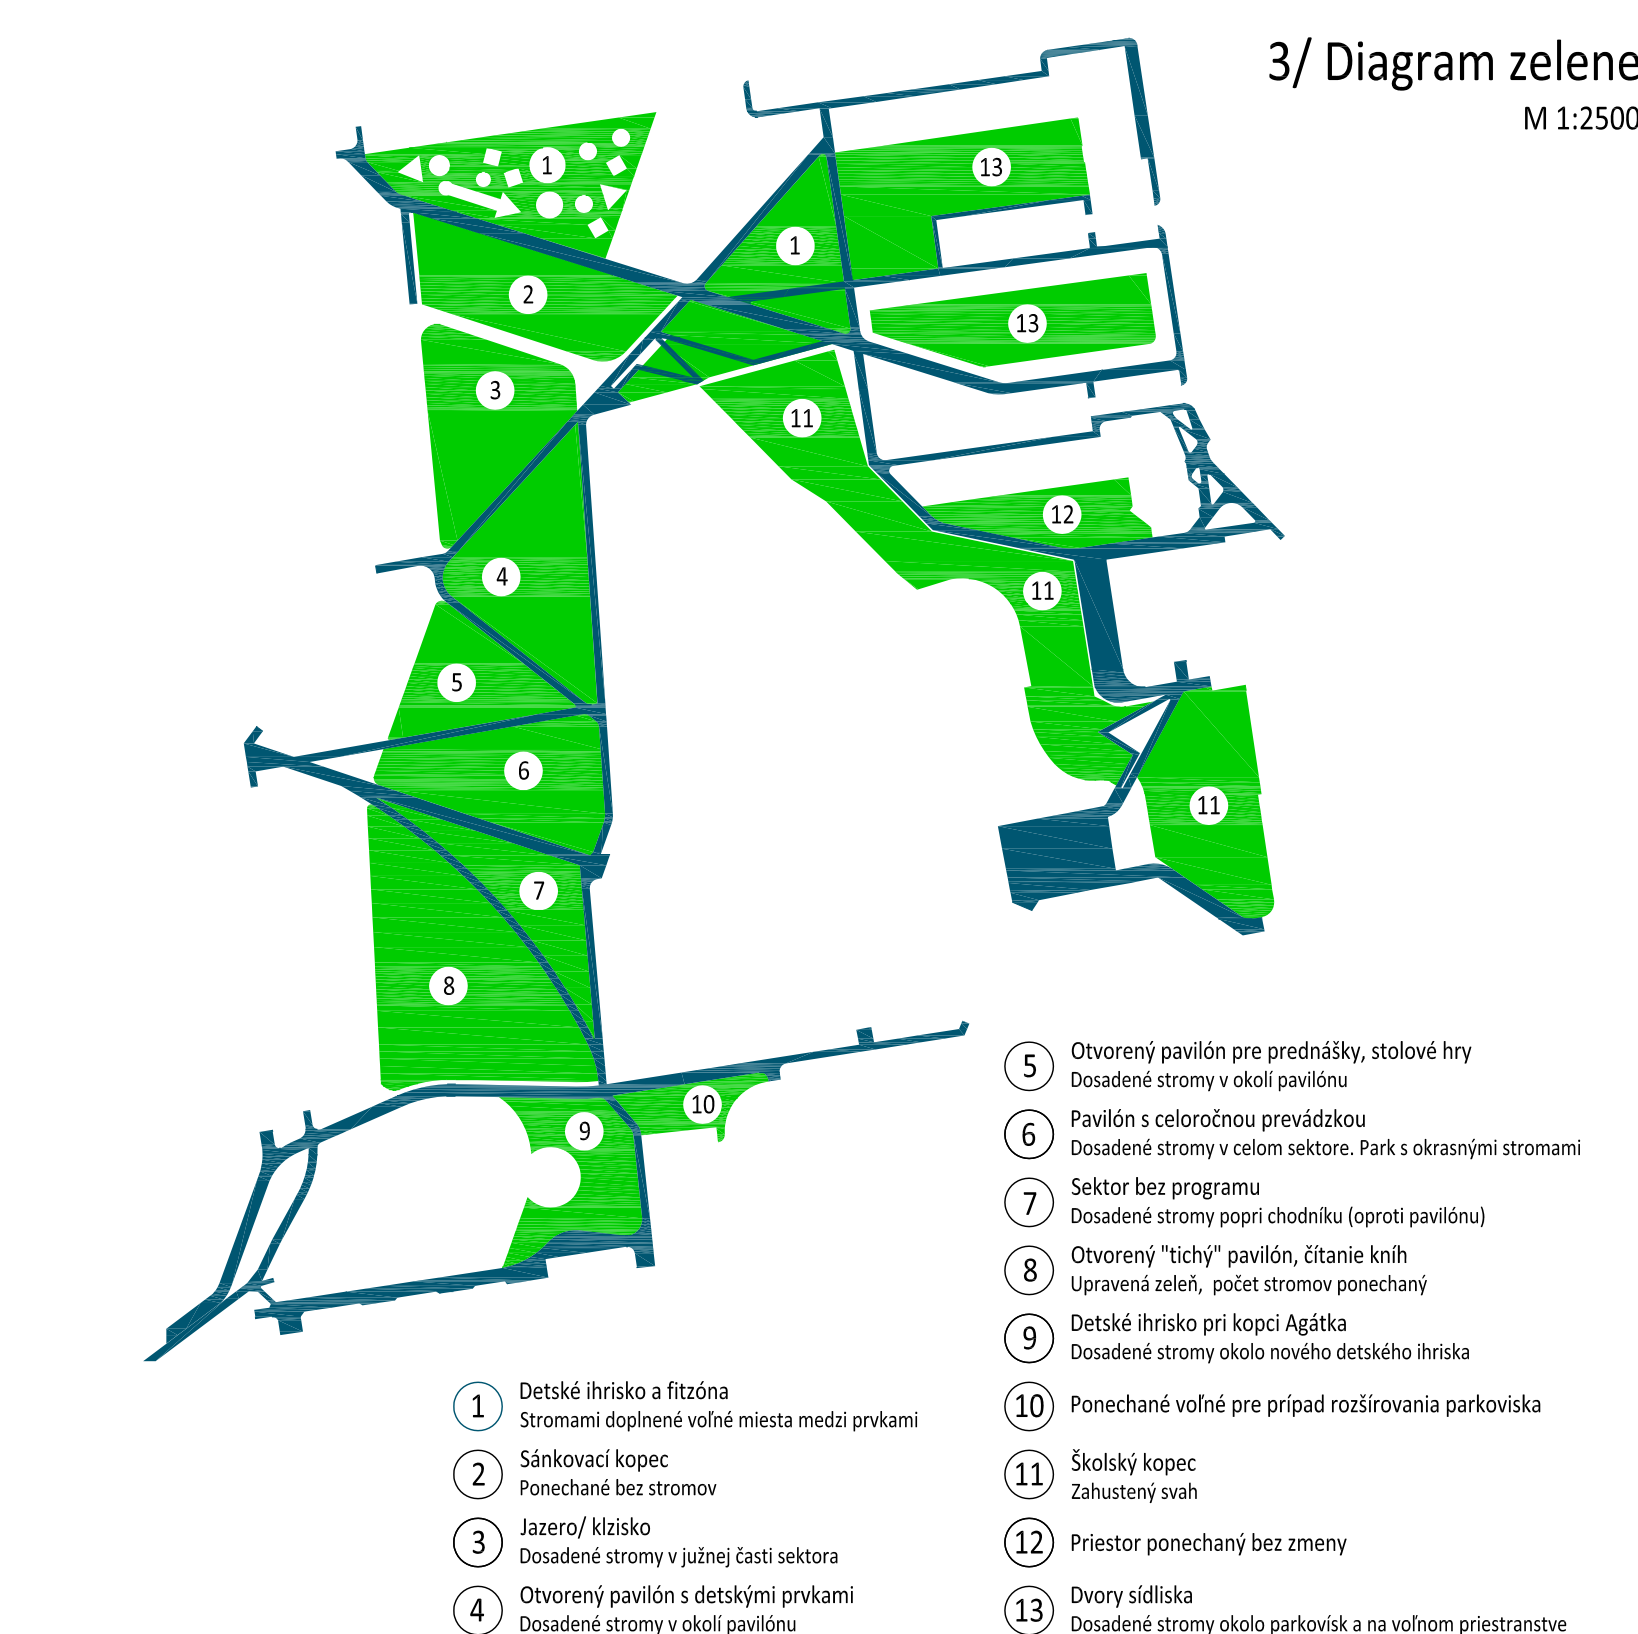 3/ Diagram zelene
M 1:2500
1
13
1
2
13
3
11
12
4
11
5
6
11
7
8
10
9
5 Otvorený pavilón pre prednášky, stolové hry
Dosadené stromy v okolí pavilónu
6 Pavilón s celoročnou prevádzkou
Dosadené stromy v celom sektore. Park s okrasnými stromami
7 Sektor bez programu
Dosadené stromy popri chodníku (oproti pavilónu)
8 Otvorený "tichý" pavilón, čítanie kníh
Upravená zeleň, počet stromov ponechaný
9 Detské ihrisko pri kopci Agátka
Dosadené stromy okolo nového detského ihriska
1 Detské ihrisko a fitzóna
Stromami doplnené voľné miesta medzi prvkami
2 Sánkovací kopec
Ponechané bez stromov
3 Jazero/ klzisko
Dosadené stromy v južnej časti sektora
4 Otvorený pavilón s detskými prvkami
Dosadené stromy v okolí pavilónu
10 Ponechané voľné pre prípad rozšírovania parkoviska
11 Školský kopec
Zahustený svah
12 Priestor ponechaný bez zmeny
13 Dvory sídliska
Dosadené stromy okolo parkovísk a na voľnom priestranstve